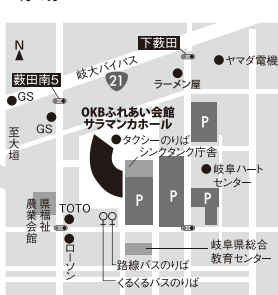 N
下薮田
岐大バイパス
21
ヤマダ電機
薮田南5
ラーメン屋
GS
OKBふれあい会館
サラマンカホール
GS
P
至大垣
タクシーのりば
シンクタンク庁舎
岐阜ハート
センター
P
P
P
県福祉
農業会館
TOTO
ローソン
岐阜県総合
教育センター
路線バスのりば
くるくるバスのりば